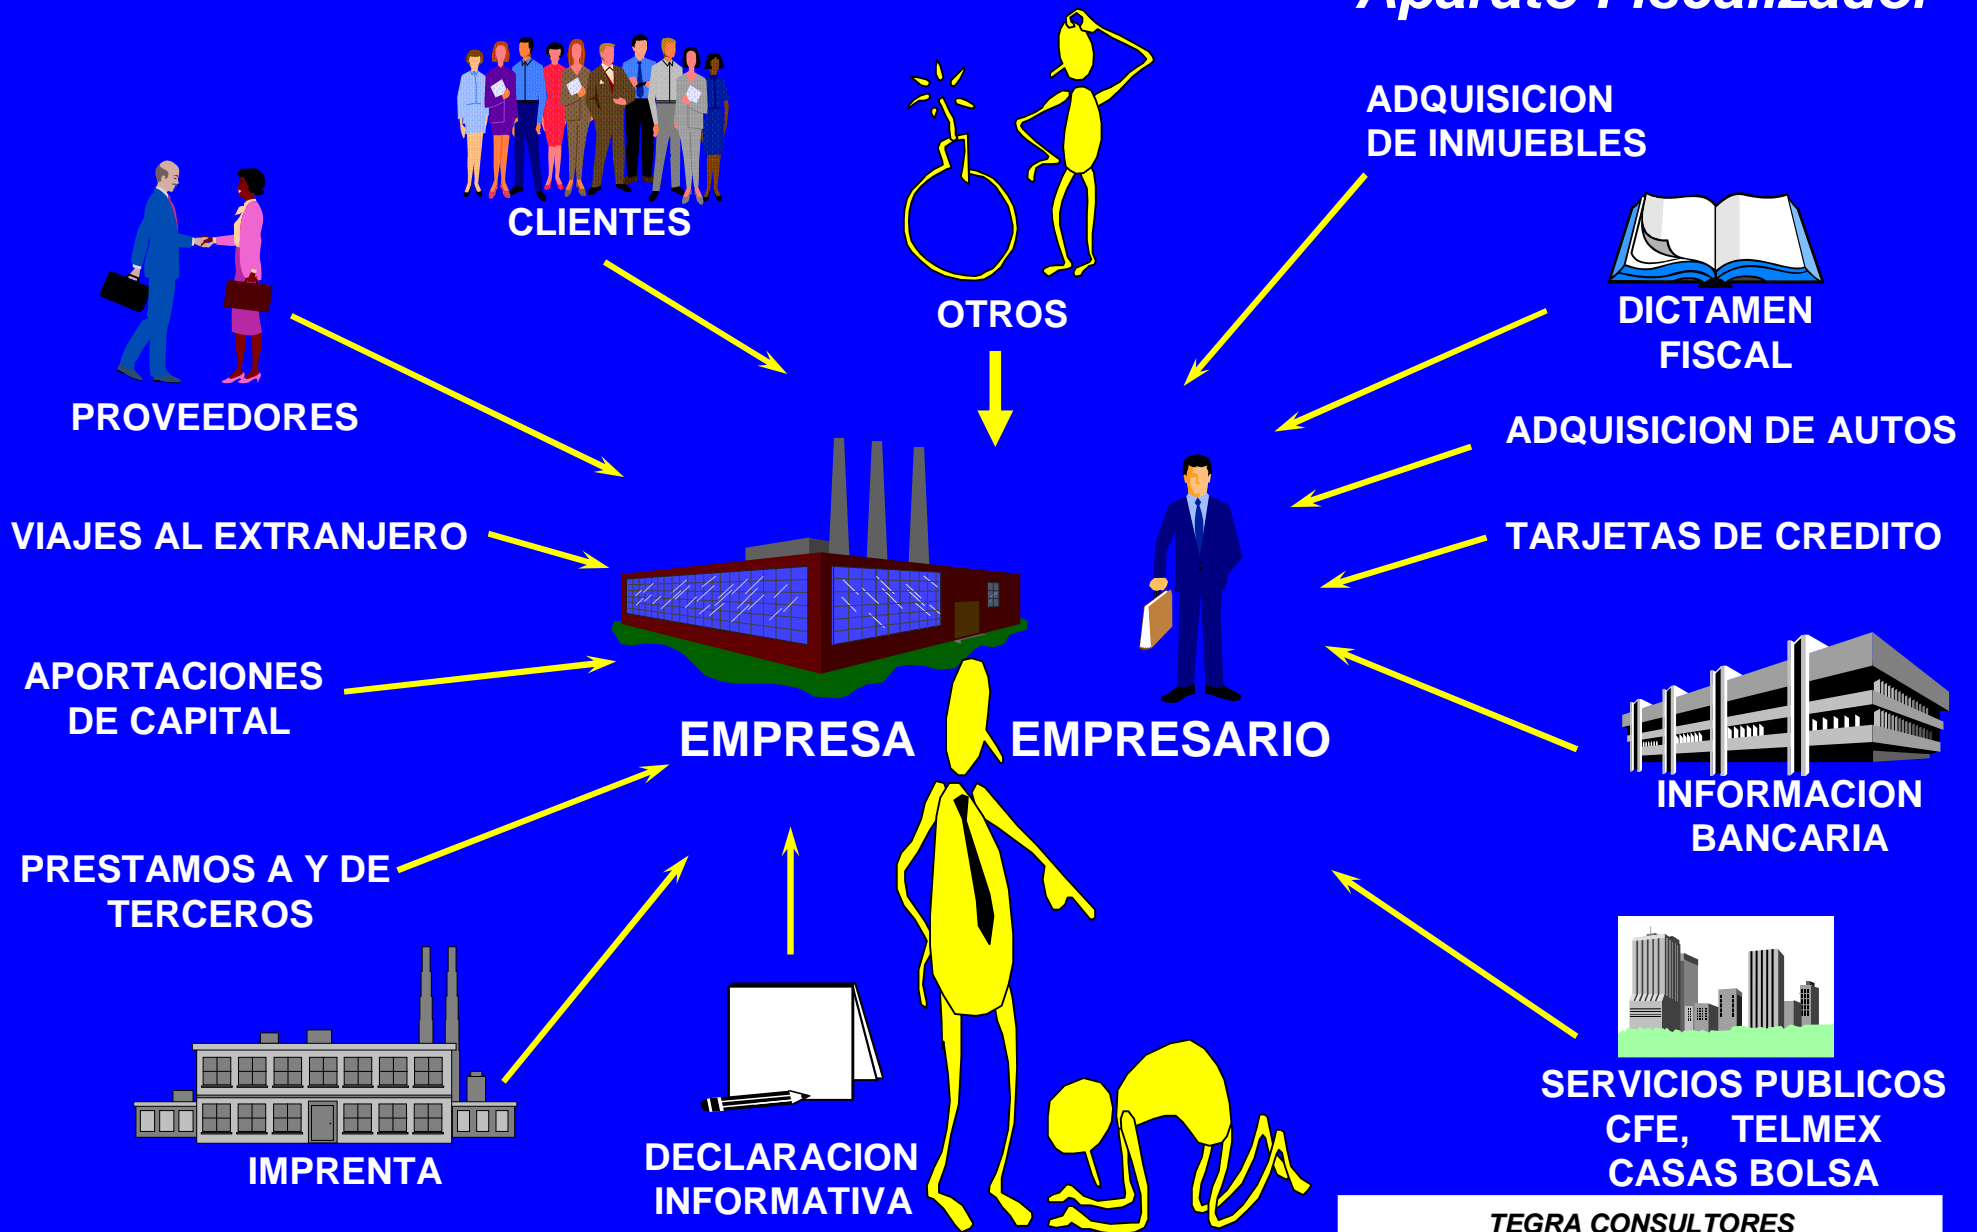 Aparato Fiscalizador
ADQUISICION
DE INMUEBLES
CLIENTES
OTROS
DICTAMEN
FISCAL
PROVEEDORES
ADQUISICION DE AUTOS
VIAJES AL EXTRANJERO
TARJETAS DE CREDITO
APORTACIONES
DE CAPITAL
EMPRESA
EMPRESARIO
INFORMACION
BANCARIA
PRESTAMOS A Y DE
TERCEROS
SERVICIOS PUBLICOS
CFE, TELMEX
CASAS BOLSA
IMPRENTA
DECLARACION
INFORMATIVA
TEGRA CONSULTORES